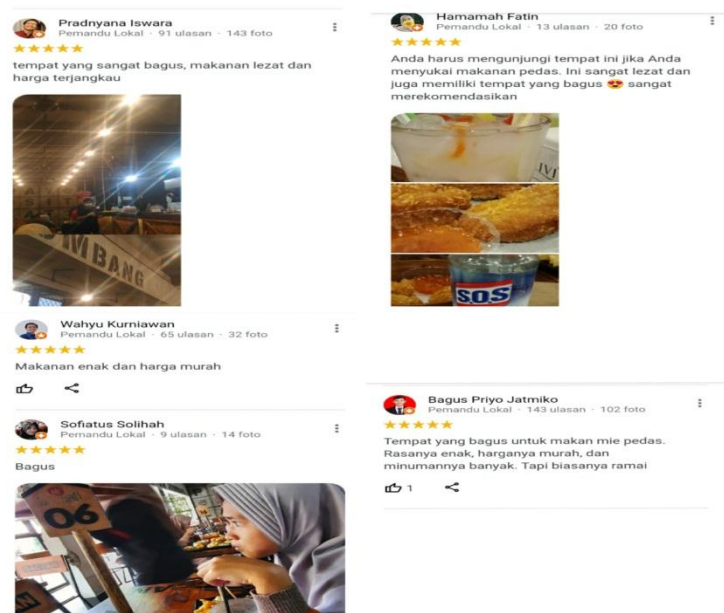 Pradnyana Iswara
Pemandu Lokal · 91 ulasan · 143 foto
tempat yang sangat bagus, makanan lezat dan
harga terjangkau
MBANG
Wahyu Kurniawan
Pemandu Lokal · 65 ulasan · 32 foto
Makanan enak dan harga murah
Sofiatus Solihah
Pemandu Lokal · 9 ulasan · 14 foto
Bagus
06
Hamamah Fatin
Pemandu Lokal · 13 ulasan · 20 foto
Anda harus mengunjungi tempat ini jika Anda
menyukai makanan pedas. Ini sangat lezat dan
juga memiliki tempat yang bagus 😍 sangat
merekomendasikan
S.O.S
Bagus Priyo Jatmiko
Pemandu Lokal · 143 ulasan · 102 foto
Tempat yang bagus untuk makan mie pedas.
Rasanya enak, harganya murah, dan
minumannya banyak. Tapi biasanya ramai
1